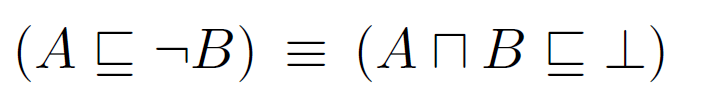 (A ⊑ ¬B) ≡ (A ⊓ B ⊑ ⊥)